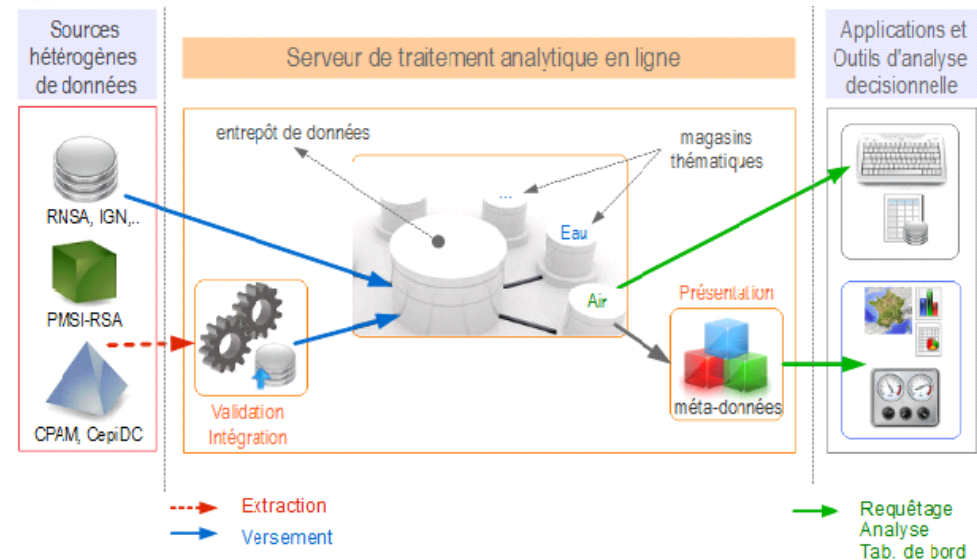 Sources
hétérogènes
de données
Serveur de traitement analytique en ligne
Applications et
Outils d'analyse
decisionnelle
entrepôt de données
magasins
thématiques
...
Eau
Air
RNSA, IGN,..
PMSI-RSA
CPAM, CepiDC
Validation
Intégration
Présentation
méta-données
Extraction
Versement
Requêtage
Analyse
Tab. de bord